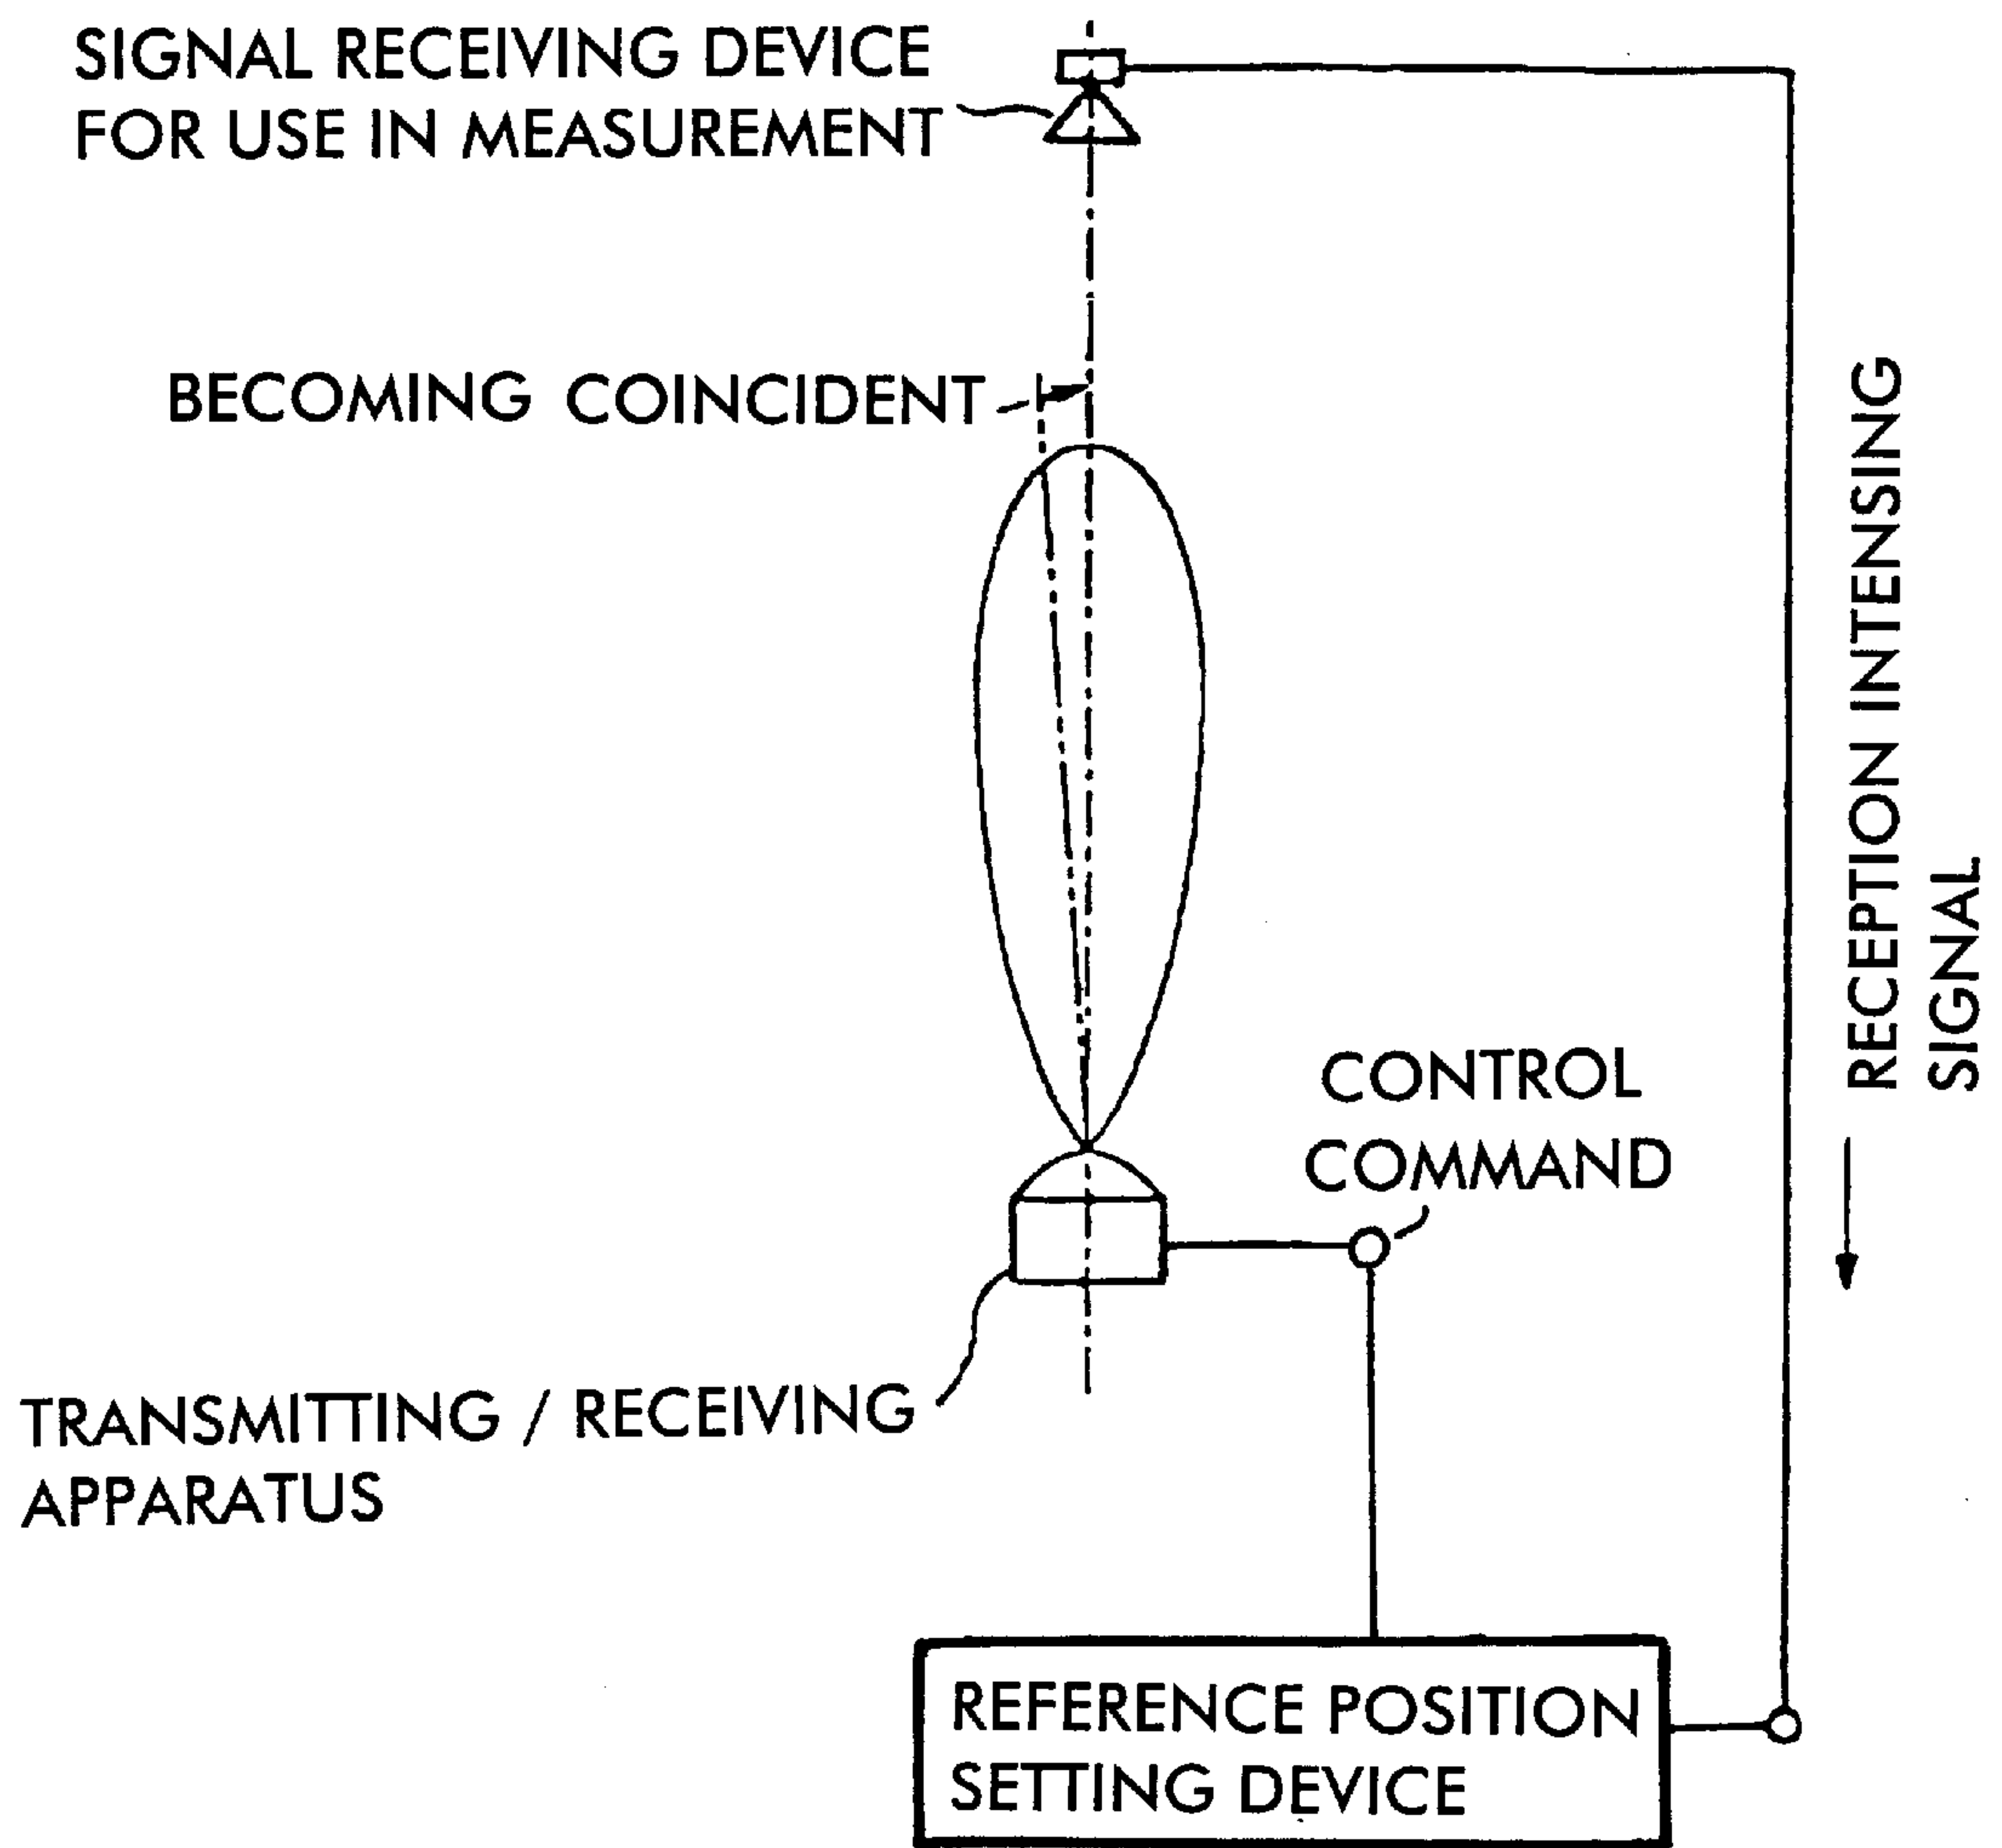 SIGNAL RECEIVING DEVICE
FOR USE IN MEASUREMENT
BECOMING COINCIDENT
RECEPTION INTENSING
SIGNAL
CONTROL
COMMAND
TRANSMITTING / RECEIVING
APPARATUS
REFERENCE POSITION
SETTING DEVICE